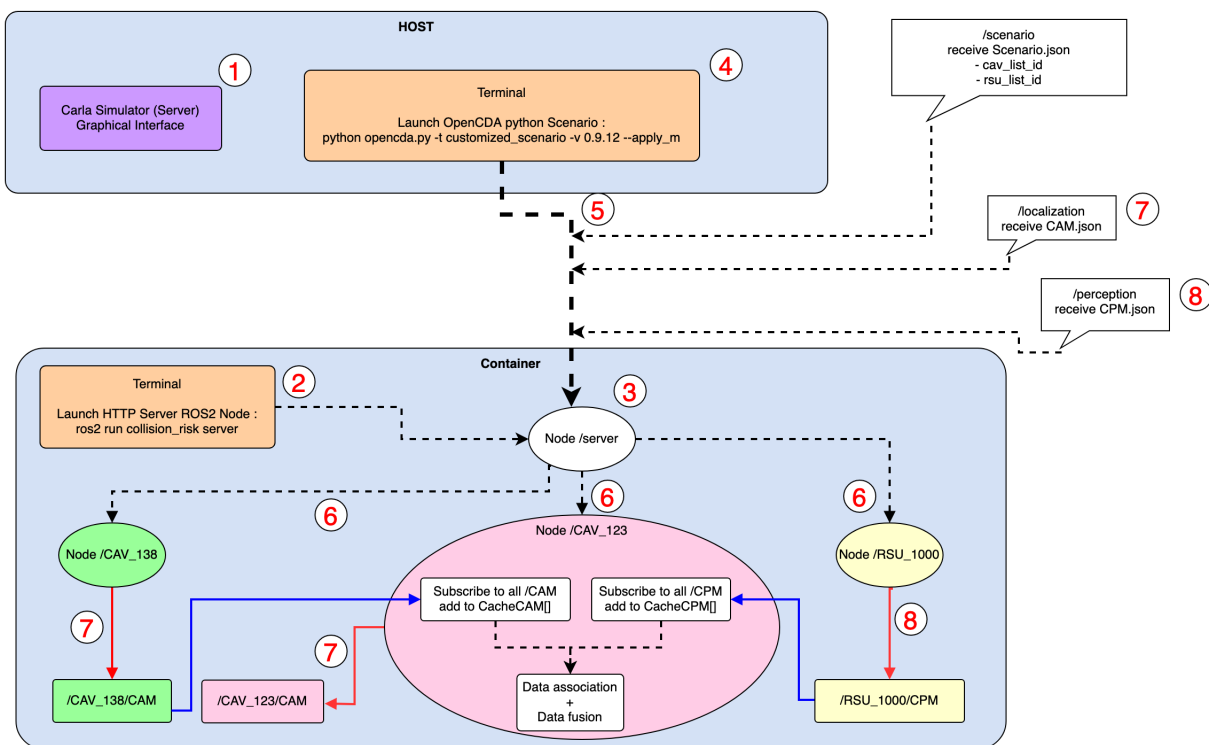 HOST
1
Carla Simulator (Server)
Graphical Interface
4
Terminal
Launch OpenCDA python Scenario :
python opencda.py -t customized_scenario -v 0.9.12 --apply_m
/scenario
receive Scenario.json
- cav_list_id
- rsu_list_id
5
/localization
receive CAM.json
7
/perception
receive CPM.json
8
Container
Terminal
Launch HTTP Server ROS2 Node :
ros2 run collision_risk server
2
3
Node /server
6
6
6
Node /CAV_138
Node /CAV_123
Node /RSU_1000
Subscribe to all /CAM
add to CacheCAM[]
Subscribe to all /CPM
add to CacheCPM[]
7
7
8
/CAV_138/CAM
/CAV_123/CAM
Data association
+
Data fusion
/RSU_1000/CPM